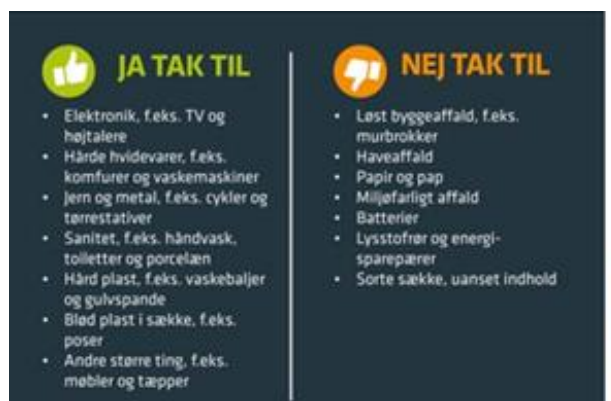 JA TAK TIL
• Elektronik, f.eks. TV og
højtalere
• Hårde hvidevarer, f.eks.
komfurer og vaskemaskiner
• Jern og metal, f.eks. cykler og
tørrestativer
• Sanitet, f.eks. håndvask,
toiletter og porcelæn
• Hård plast, f.eks. vaskebaljer
og gulvspande
• Blød plast i sække, f.eks.
poser
• Andre større ting, f.eks.
møbler og tæpper
NEJ TAK TIL
• Løst byggeaffald, f.eks.
murbrokker
• Haveaffald
• Papir og pap
• Miljøfarligt affald
• Batterier
• Lysstofrør og energi-
sparepærer
• Sorte sække, uanset indhold